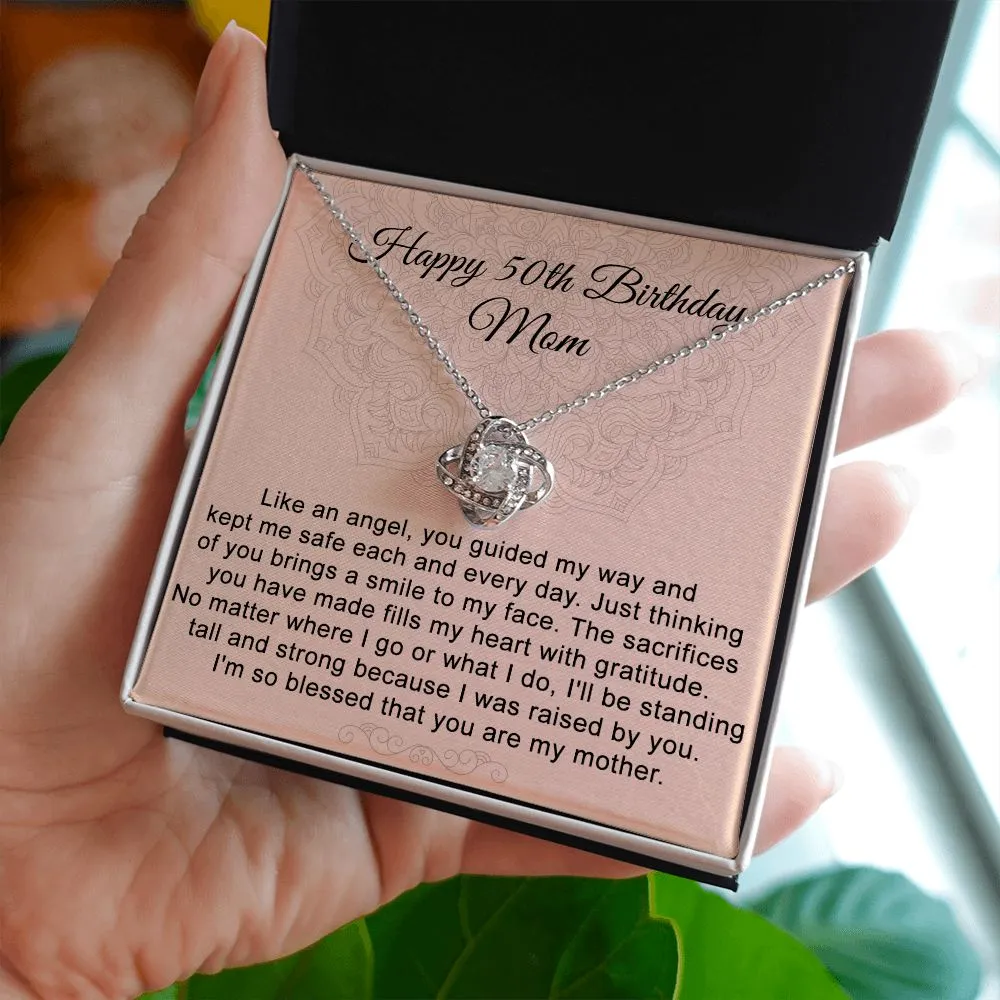 Happy 50th Birthday
Mom
Like an angel, you guided my way and
kept me safe each and every day. Just thinking
of you brings a smile to my face. The sacrifices
you have made fills my heart with gratitude.
No matter where I go or what I do, I'll be standing
tall and strong because I was raised by you.
I'm so blessed that you are my mother.